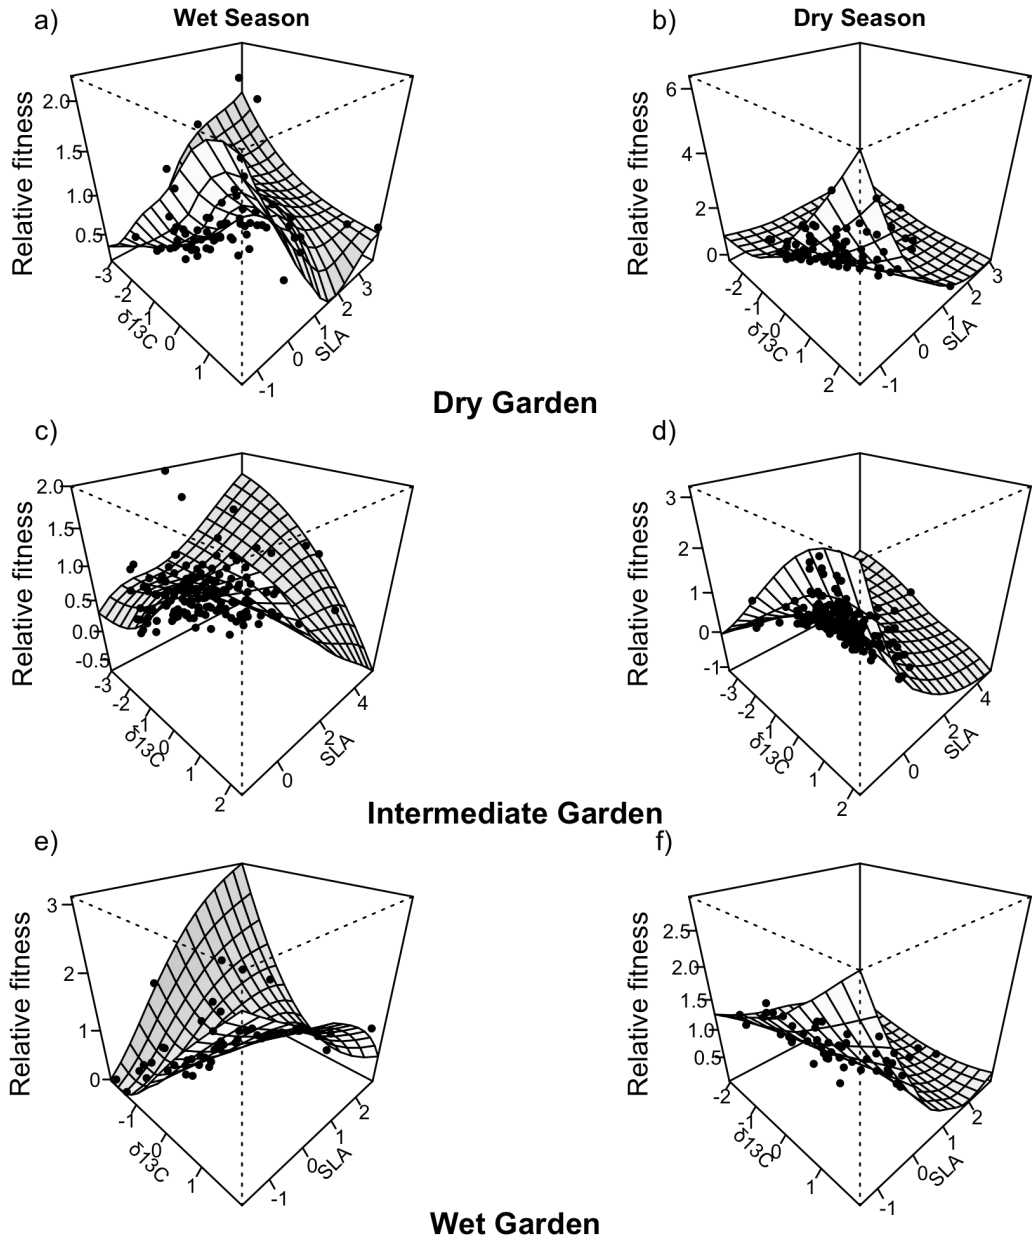 a)
Wet Season
b)
Dry Season
Relative fitness
2.0
1.5
1.0
0.5
-3
-2
-1
0
1
δ13C
-1
0
1
2
3
SLA
Relative fitness
6
4
2
0
-2
-1
0
1
2
δ13C
-1
0
1
2
3
SLA
Dry Garden
c)
d)
Relative fitness
2.0
1.5
1.0
0.5
0.0
-0.5
-3
-2
-1
0
1
2
δ13C
0
2
4
SLA
Relative fitness
3
2
1
0
-1
-3
-2
-1
0
1
2
δ13C
0
2
4
SLA
Intermediate Garden
e)
f)
Relative fitness
3
2
1
0
-1
0
1
δ13C
-1
0
1
2
SLA
Relative fitness
2.5
2.0
1.5
1.0
0.5
-2
-1
0
1
δ13C
-1
0
1
2
SLA
Wet Garden